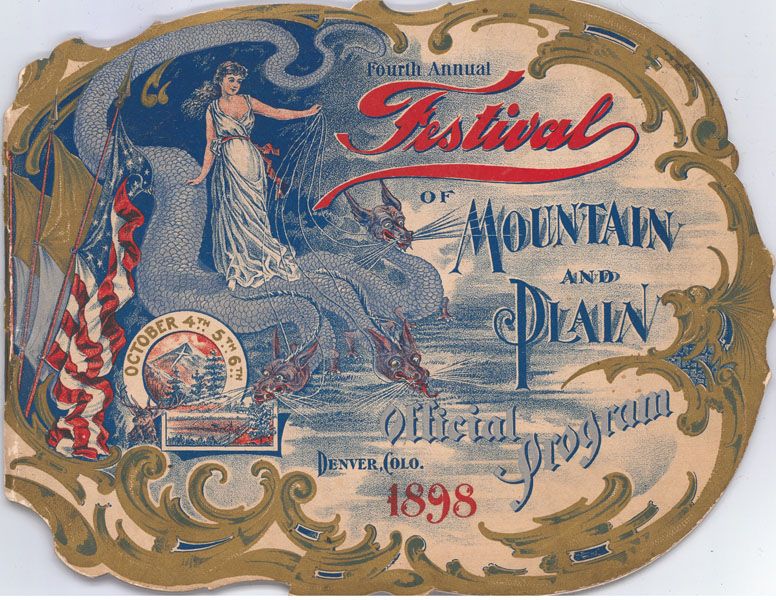 Fourth Annual
Festival
OF
MOUNTAIN
AND
PLAIN
OCTOBER 4TH 5TH 6TH
Official
Program
DENVER, COLO.
1898